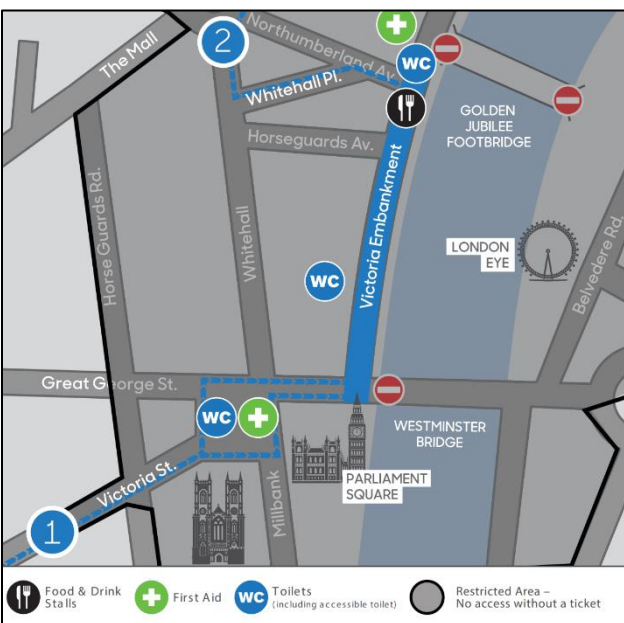 2
Northumberland Av.
WC
The Mall
Whitehall Pl.
GOLDEN
JUBILEE
FOOTBRIDGE
Horseguards Av.
Horse Guards Rd.
Whitehall
Victoria Embankment
LONDON
EYE
Belvedere Rd.
WC
Great George St.
WC
WESTMINSTER
BRIDGE
Victoria St.
Millbank
PARLIAMENT
SQUARE
1
Food & Drink
Stalls
First Aid
WC
Toilets
(including accessible toilet)
Restricted Area –
No access without a ticket